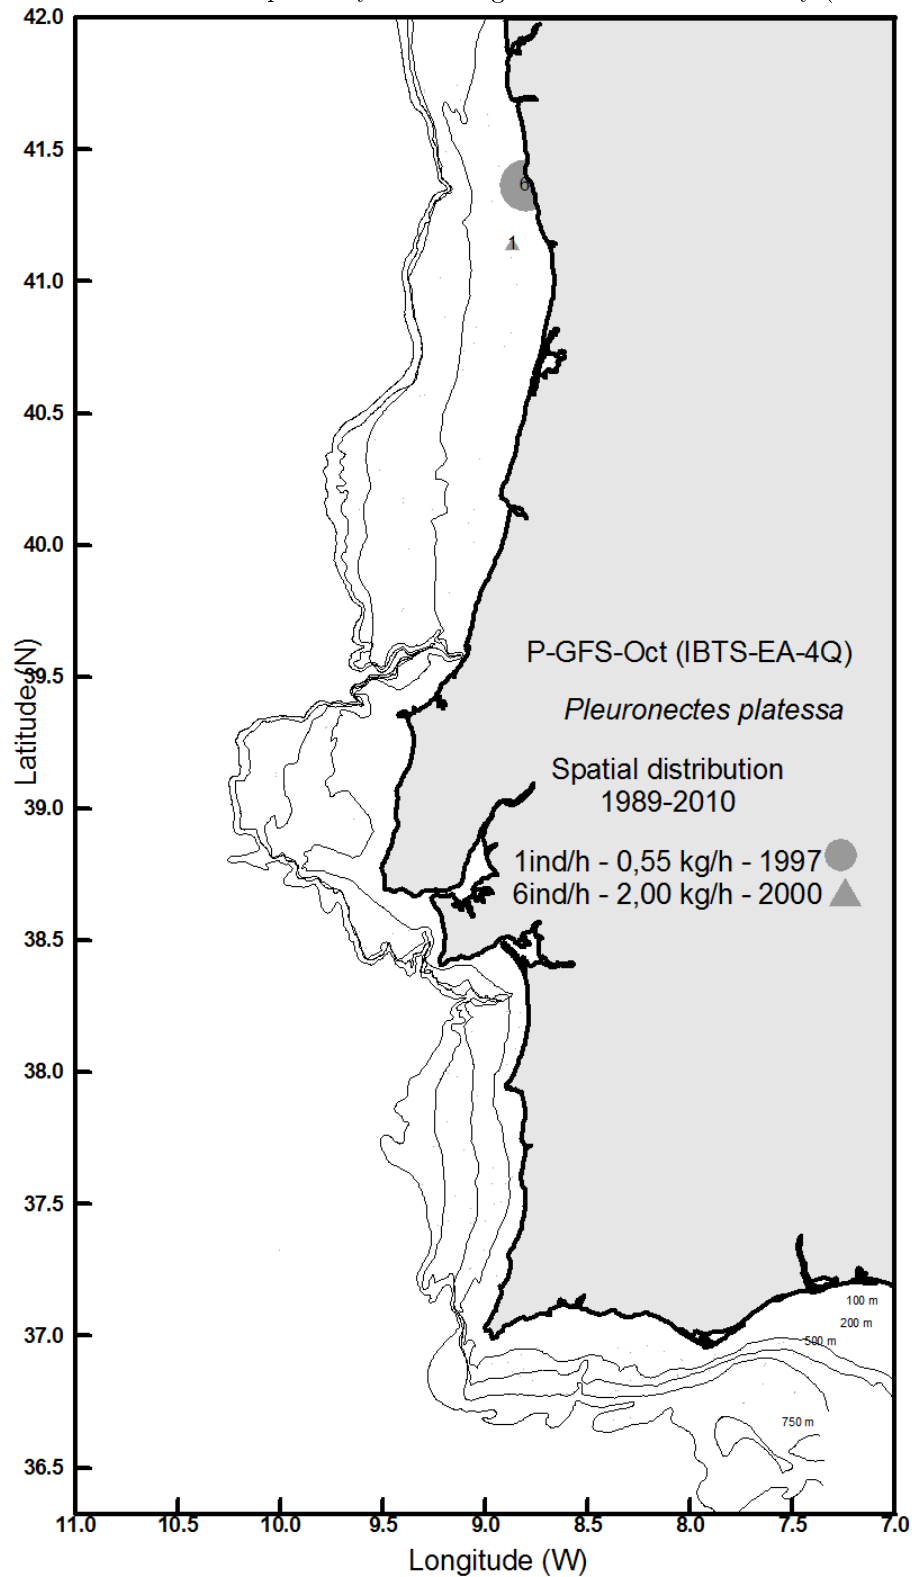 42.0
41.5
6
1
41.0
40.5
40.0
Latitude (N)
P-GFS-Oct (IBTS-EA-4Q)
39.5
Pleuronectes platessa
Spatial distribution
39.0
1989-2010
1ind/h - 0,55 kg/h - 1997
6ind/h - 2,00 kg/h - 2000
38.5
38.0
37.5
100 m
200 m
37.0
500 m
750 m
36.5
11.0 10.5 10.0 9.5 9.0 8.5 8.0 7.5 7.0
Longitude (W)